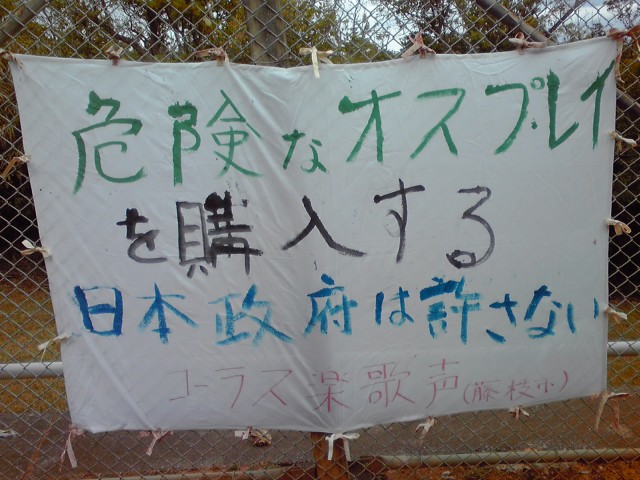 危険なオスプレイ
を購入する
日本政府は許さない
コーラス楽歌声(藤枝市)